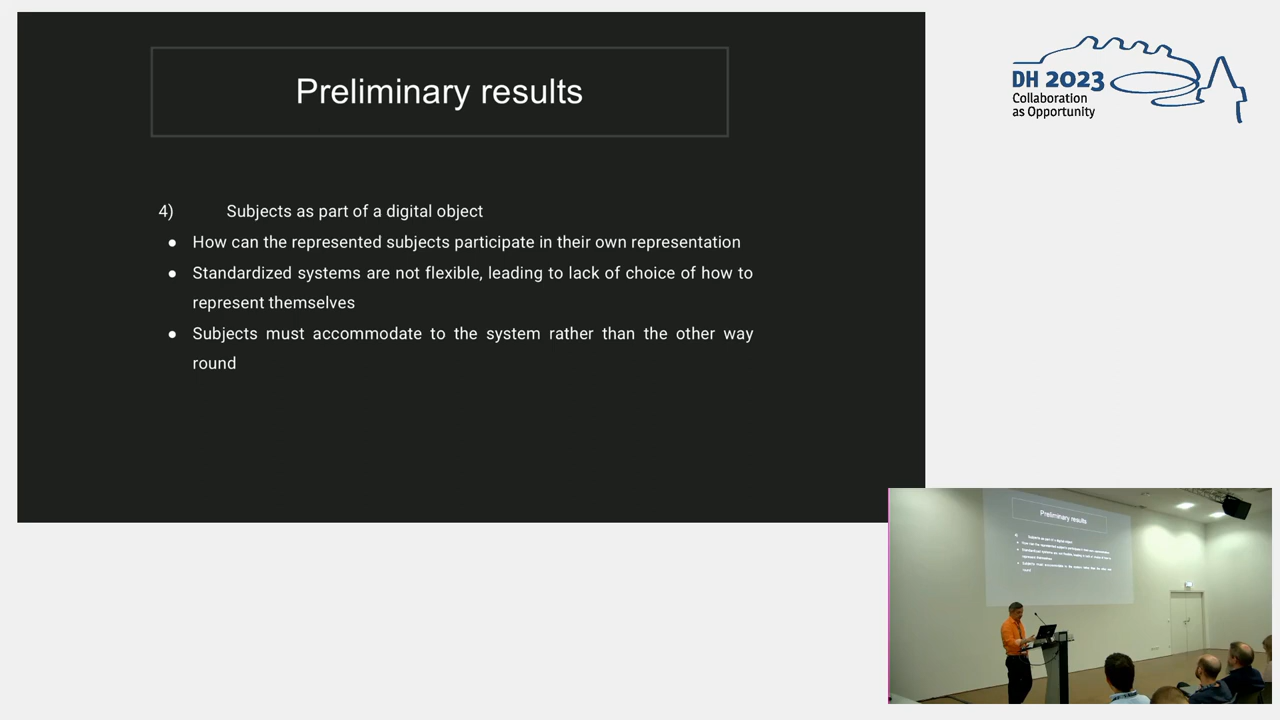 Preliminary results
4) Subjects as part of a digital object
● How can the represented subjects participate in their own representation
● Standardized systems are not flexible, leading to lack of choice of how to
represent themselves
● Subjects must accommodate to the system rather than the other way
round
DH 2023
Collaboration
as Opportunity
Preliminary results